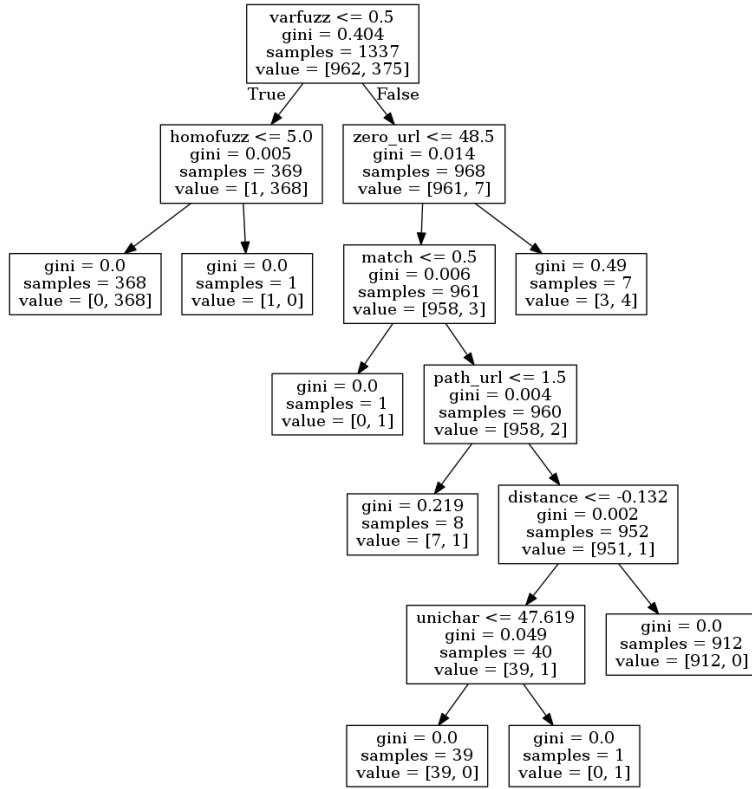 varfuzz <= 0.5
gini = 0.404
samples = 1337
value = [962, 375]
True
False
homofuzz <= 5.0
gini = 0.005
samples = 369
value = [1, 368]
zero_url <= 48.5
gini = 0.014
samples = 968
value = [961, 7]
gini = 0.0
samples = 368
value = [0, 368]
gini = 0.0
samples = 1
value = [1, 0]
match <= 0.5
gini = 0.006
samples = 961
value = [958, 3]
gini = 0.49
samples = 7
value = [3, 4]
gini = 0.0
samples = 1
value = [0, 1]
path_url <= 1.5
gini = 0.004
samples = 960
value = [958, 2]
gini = 0.219
samples = 8
value = [7, 1]
distance <= -0.132
gini = 0.002
samples = 952
value = [951, 1]
unichar <= 47.619
gini = 0.049
samples = 40
value = [39, 1]
gini = 0.0
samples = 912
value = [912, 0]
gini = 0.0
samples = 39
value = [39, 0]
gini = 0.0
samples = 1
value = [0, 1]